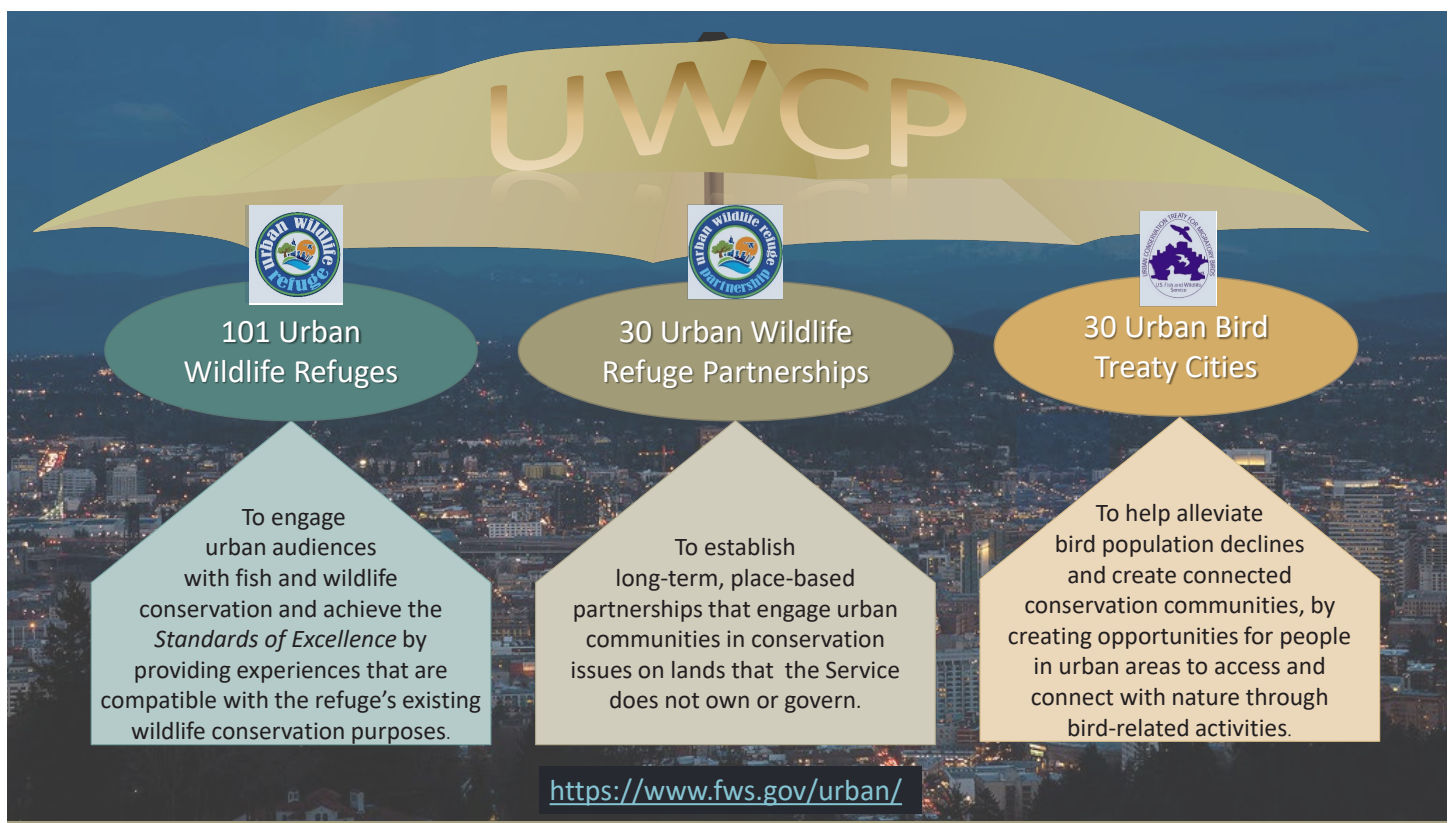 UWCP
urban wildlife
refuge
101 Urban
Wildlife Refuges
To engage
urban audiences
with fish and wildlife
conservation and achieve the
Standards of Excellence by
providing experiences that are
compatible with the refuge’s existing
wildlife conservation purposes.
urban wildlife refuge
partnership
30 Urban Wildlife
Refuge Partnerships
To establish
long-term, place-based
partnerships that engage urban
communities in conservation
issues on lands that the Service
does not own or govern.
URBAN CONSERVATION TREATY FOR MIGRATORY BIRDS
U.S. Fish and Wildlife
Service
30 Urban Bird
Treaty Cities
To help alleviate
bird population declines
and create connected
conservation communities, by
creating opportunities for people
in urban areas to access and
connect with nature through
bird-related activities.
https://www.fws.gov/urban/